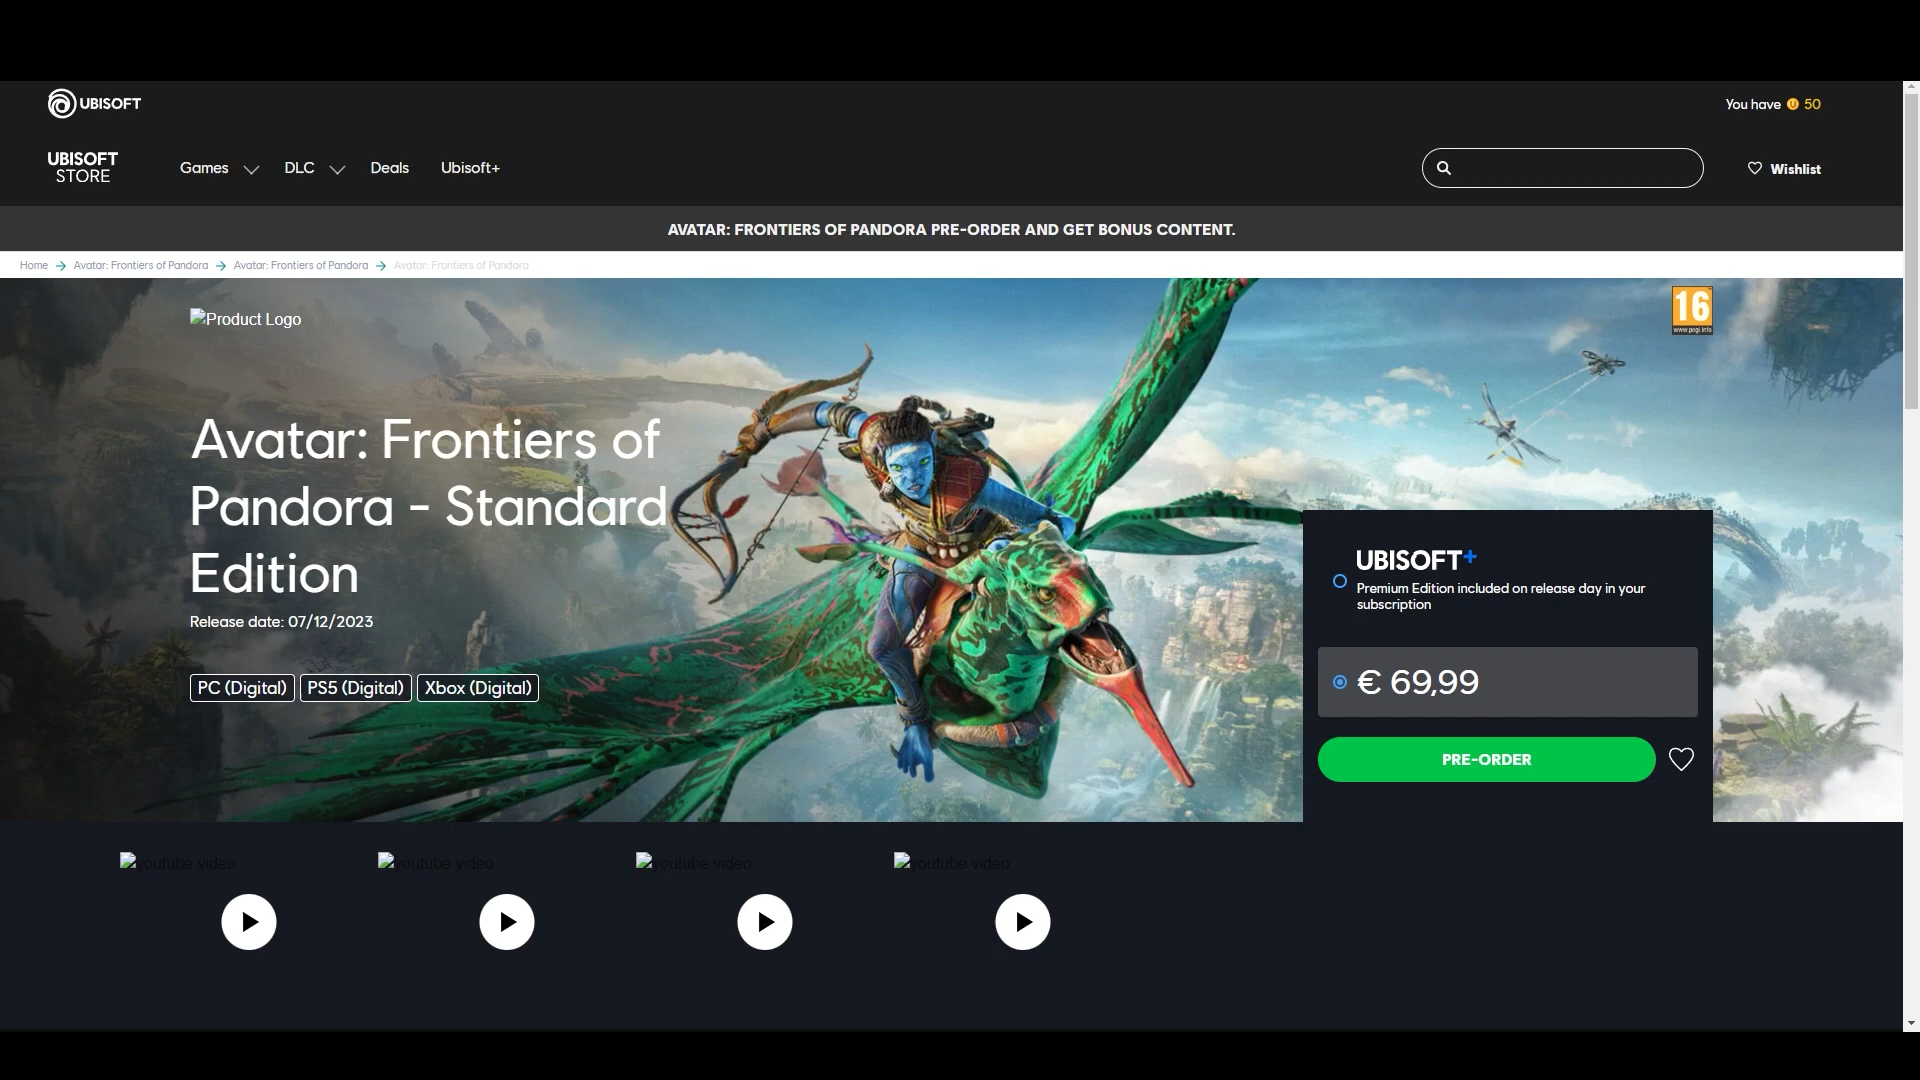 UBISOFT
You have 50
UBISOFT
STORE
Games
DLC
Deals
Ubisoft+
Wishlist
AVATAR: FRONTIERS OF PANDORA PRE-ORDER AND GET BONUS CONTENT.
Home Avatar: Frontiers of Pandora Avatar: Frontiers of Pandora Avatar: Frontiers of Pandora
Product Logo
16
www.pegi.info
Avatar: Frontiers of
Pandora - Standard
Edition
Release date: 07/12/2023
PC (Digital) PS5 (Digital) Xbox (Digital)
UBISOFT+
Premium Edition included on release day in your
subscription
€ 69,99
PRE-ORDER
youtube video youtube video youtube video youtube video